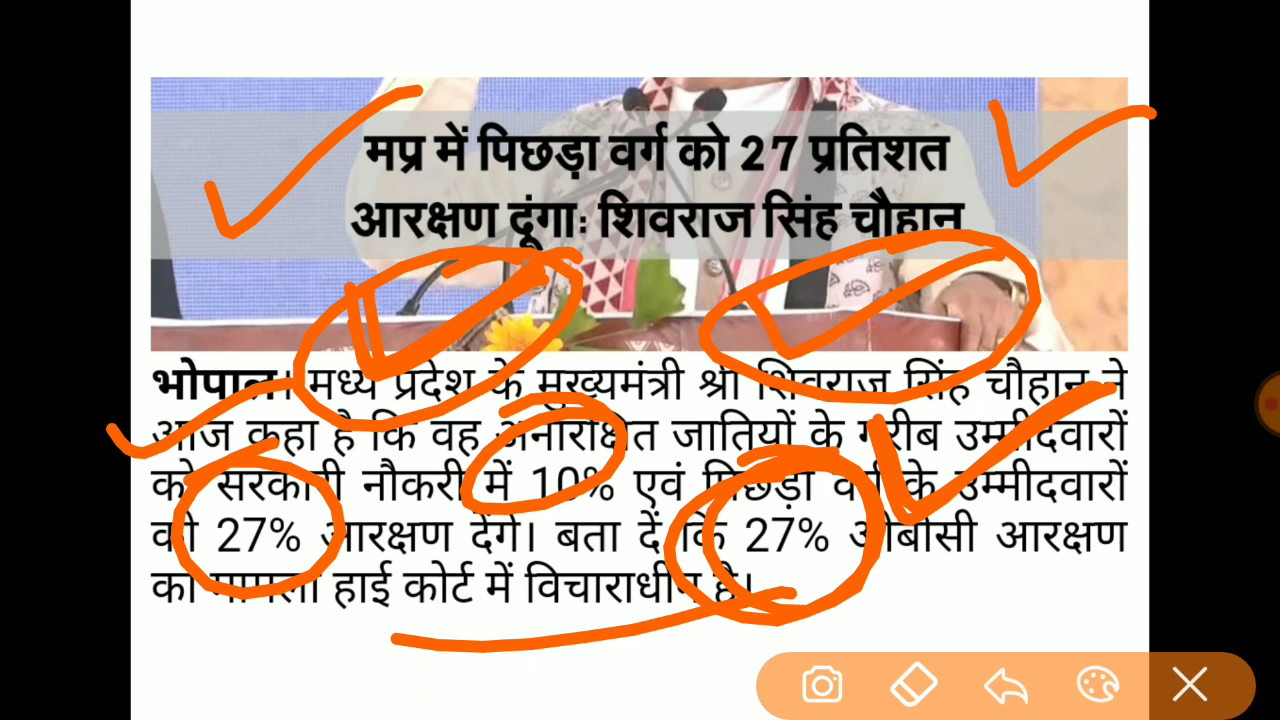 मप्र में पिछड़ा वर्ग को 27 प्रतिशत
आरक्षण दूंगाः शिवराज सिंह चौहान
भोपाल। मध्य प्रदेश के मुख्यमंत्री श्री शिवराज सिंह चौहान ने
आज कहा है कि वह अनारक्षित जातियों के गरीब उम्मीदवारों
को सरकारी नौकरी में 10% एवं पिछड़ा वर्ग के उम्मीदवारों
को 27% आरक्षण देंगे। बता दें कि 27% ओबीसी आरक्षण
का मामला हाई कोर्ट में विचाराधीन है।